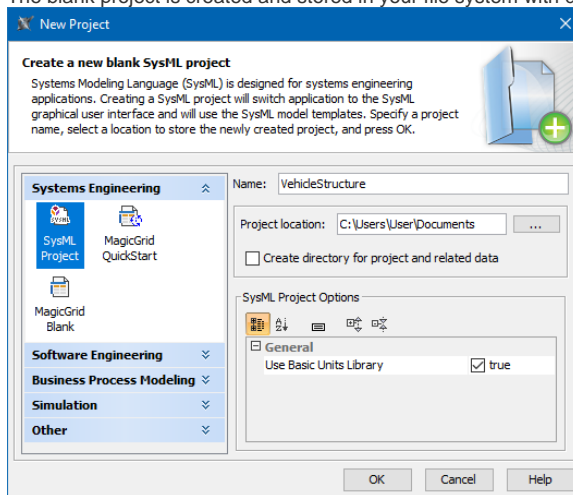 The blank project is created and stored in your file system with
New Project
Create a new blank SysML project
Systems Modeling Language (SysML) is designed for systems engineering
applications. Creating a SysML project will switch application to the SysML
graphical user interface and will use the SysML model templates. Specify a project
name, select a location to store the newly created project, and press OK.
Systems Engineering
SysML
Project
MagicGrid
QuickStart
MagicGrid
Blank
Software Engineering
Business Process Modeling
Simulation
Other
Name: VehicleStructure
Project location: C:\Users\User\Documents ...
Create directory for project and related data
SysML Project Options
General
Use Basic Units Library true
OK Cancel Help